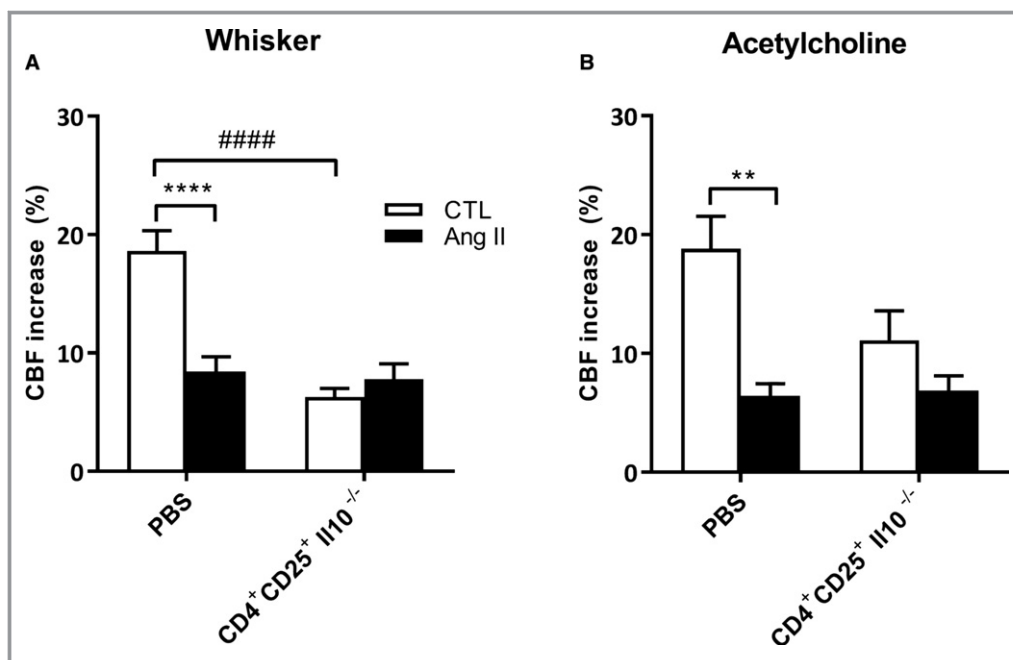 Whisker
A
CBF increase (%)
30
20
10
0
####
****
CTL
Ang II
PBS
CD4⁺CD25⁺ Il10⁻/⁻
Acetylcholine
B
CBF increase (%)
30
20
10
0
**
PBS
CD4⁺CD25⁺ Il10⁻/⁻